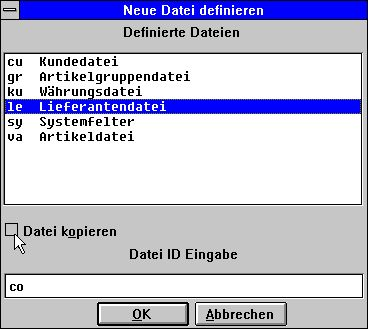 Neue Datei definieren
Definierte Dateien
cu Kundedatei
gr Artikelgruppendatei
ku Währungsdatei
le Lieferantendatei
sy Systemfelter
va Artikeldatei
Datei kopieren
Datei ID Eingabe
co
OK Abbrechen